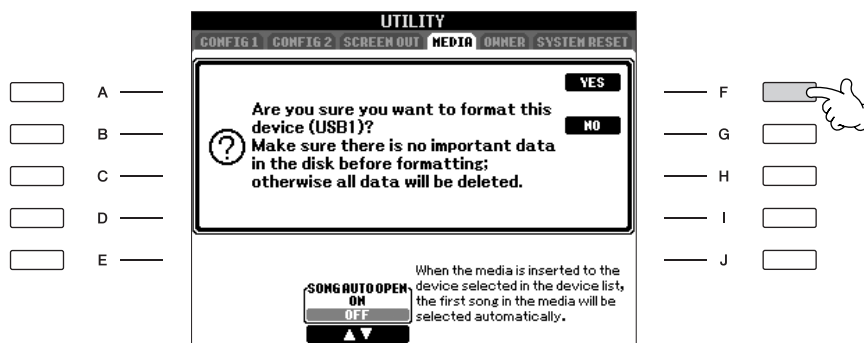 UTILITY
CONFIG 1 CONFIG 2 SCREEN OUT MEDIA OWNER SYSTEM RESET
A
B
C
D
E
Are you sure you want to format this
device (USB1)?
Make sure there is no important data
in the disk before formatting;
otherwise all data will be deleted.
YES
NO
F
G
H
I
J
SONG AUTO OPEN
ON
OFF
When the media is inserted to the
device selected in the device list,
the first song in the media will be
selected automatically.